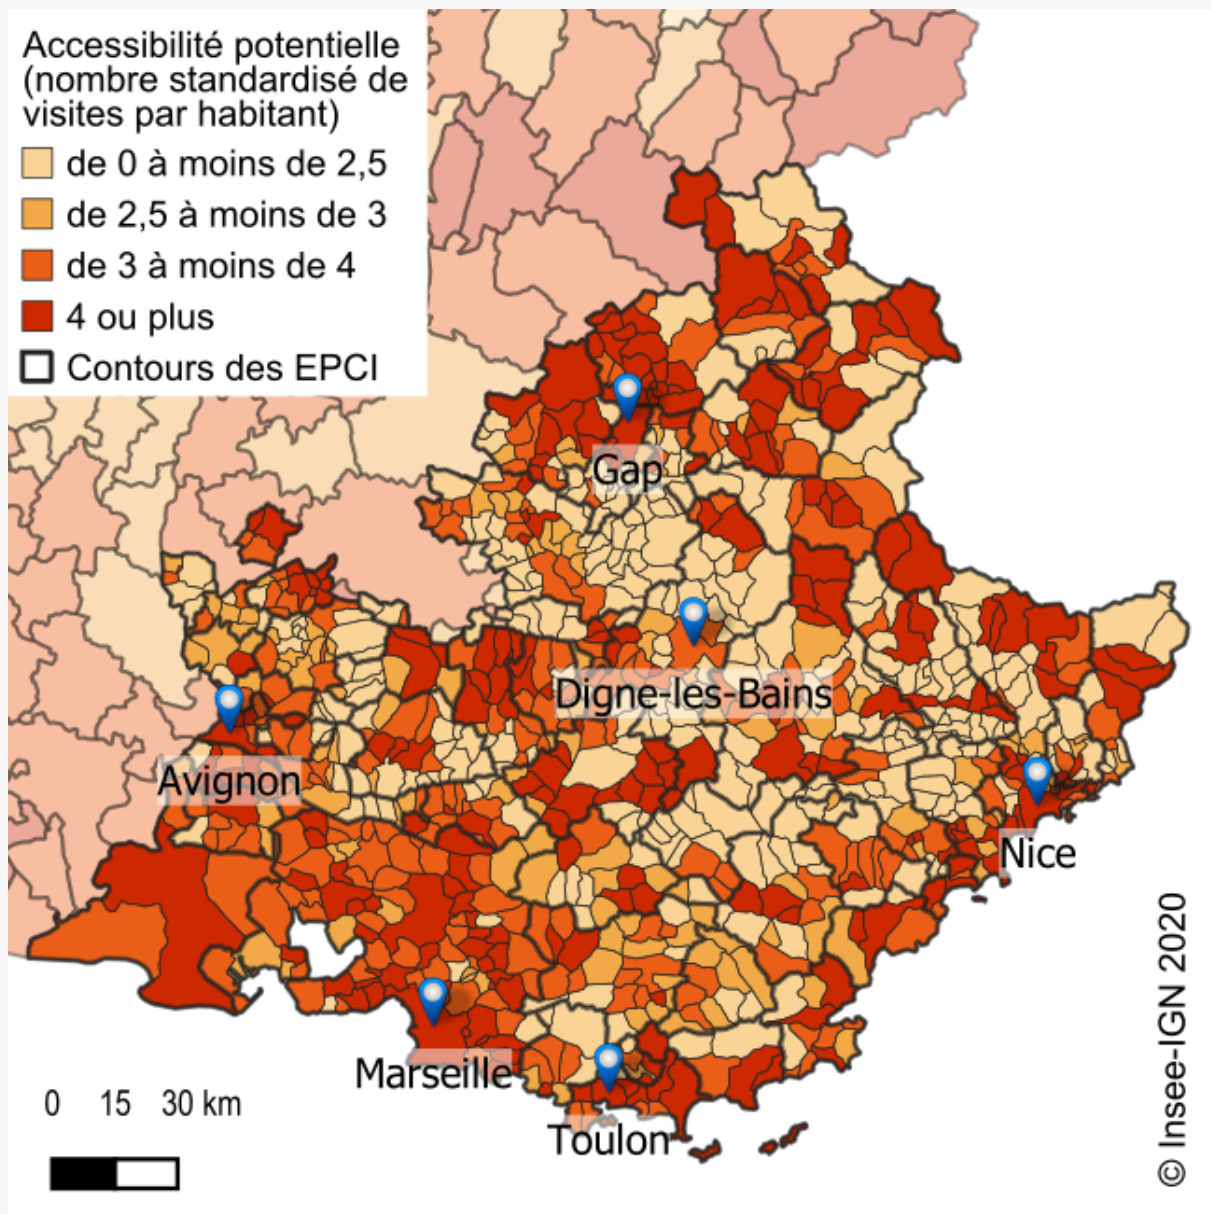 Accessibilité potentielle
(nombre standardisé de
visites par habitant)
de 0 à moins de 2,5
de 2,5 à moins de 3
de 3 à moins de 4
4 ou plus
Contours des EPCI
Gap
Digne-les-Bains
Avignon
Nice
Marseille
Toulon
0 15 30 km
© Insee-IGN 2020